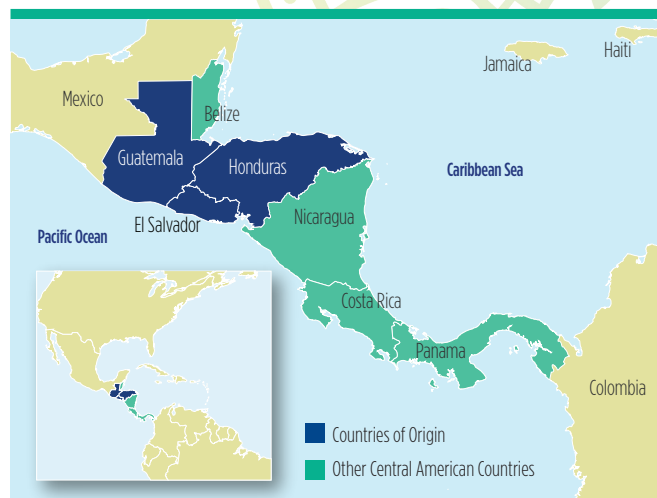 Haiti
Jamaica
Mexico
Belize
Guatemala
Honduras
Caribbean Sea
El Salvador
Nicaragua
Pacific Ocean
Costa Rica
Panama
Colombia
Countries of Origin
Other Central American Countries